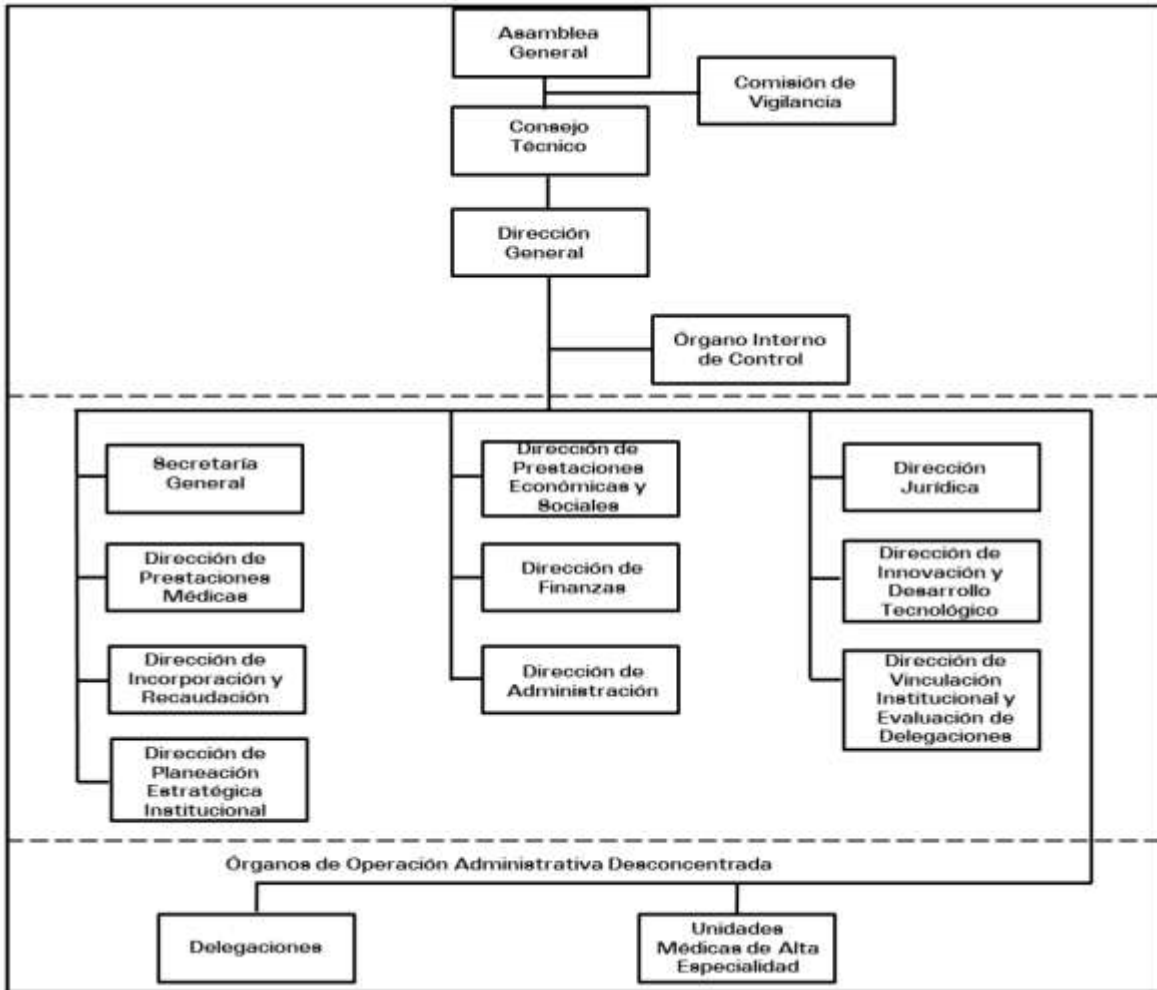 Asamblea
General
Comisión de
Vigilancia
Consejo
Técnico
Dirección
General
Órgano Interno
de Control
Secretaría
General
Dirección de
Prestaciones
Económicas y
Sociales
Dirección
Jurídica
Dirección de
Prestaciones
Médicas
Dirección de
Finanzas
Dirección de
Innovación y
Desarrollo
Tecnológico
Dirección de
Incorporación y
Recaudación
Dirección de
Administración
Dirección de
Vinculación
Institucional y
Evaluación de
Delegaciones
Dirección de
Planeación
Estratégica
Institucional
Órganos de Operación Administrativa Desconcentrada
Delegaciones
Unidades
Médicas de Alta
Especialidad